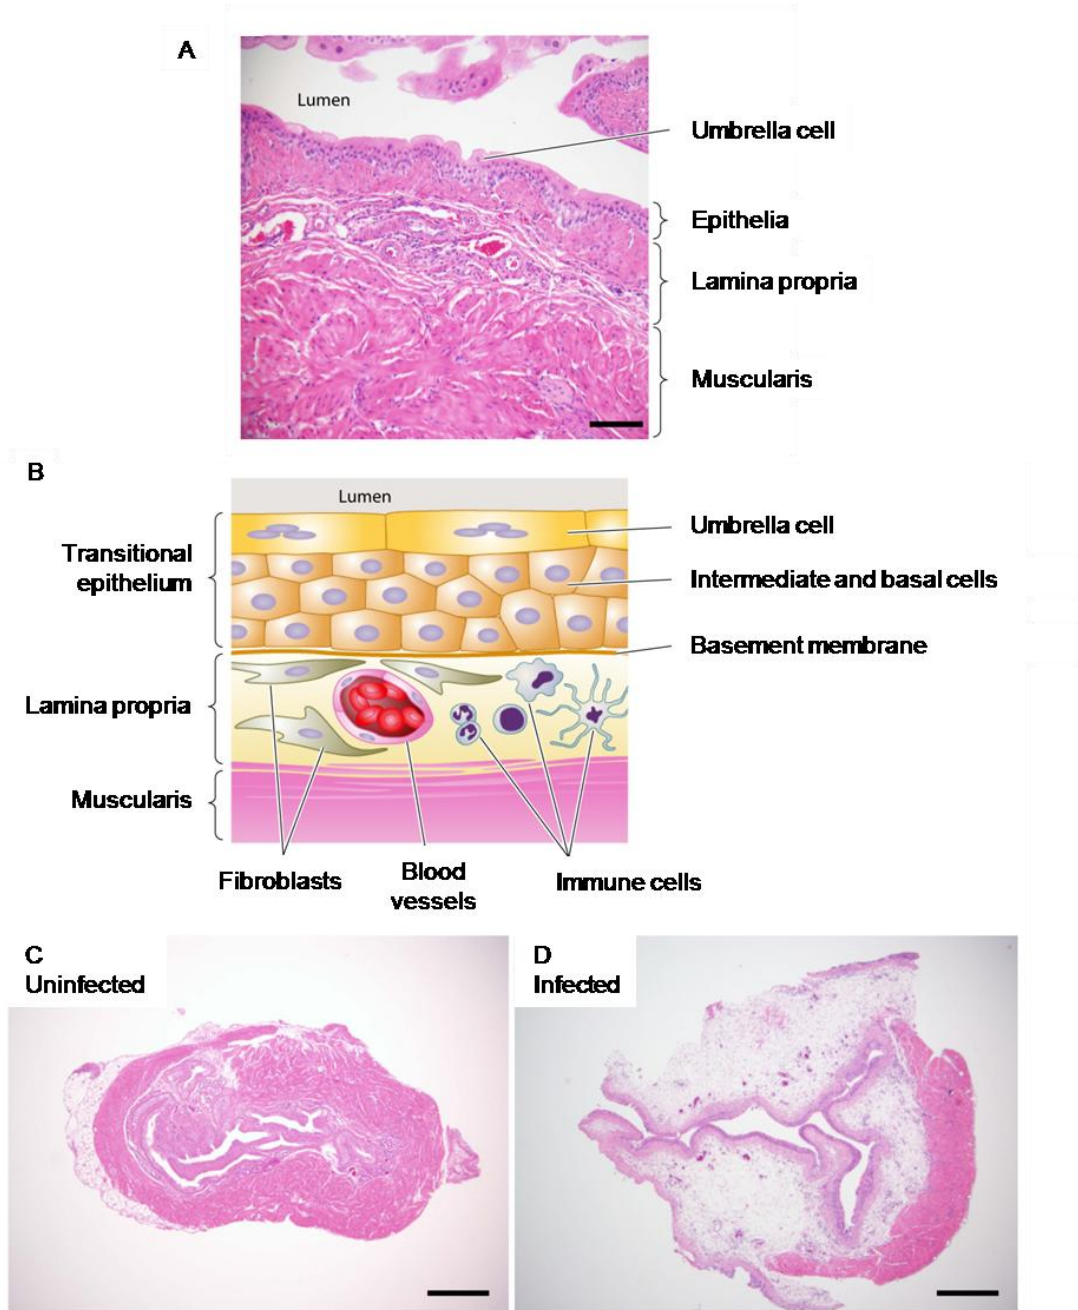 A
Lumen
Umbrella cell
Epithelia
Lamina propria
Muscularis
B
Lumen
Umbrella cell
Transitional
epithelium
Intermediate and basal cells
Basement membrane
Lamina propria
Muscularis
Fibroblasts
Blood
vessels
Immune cells
C
Uninfected
D
Infected